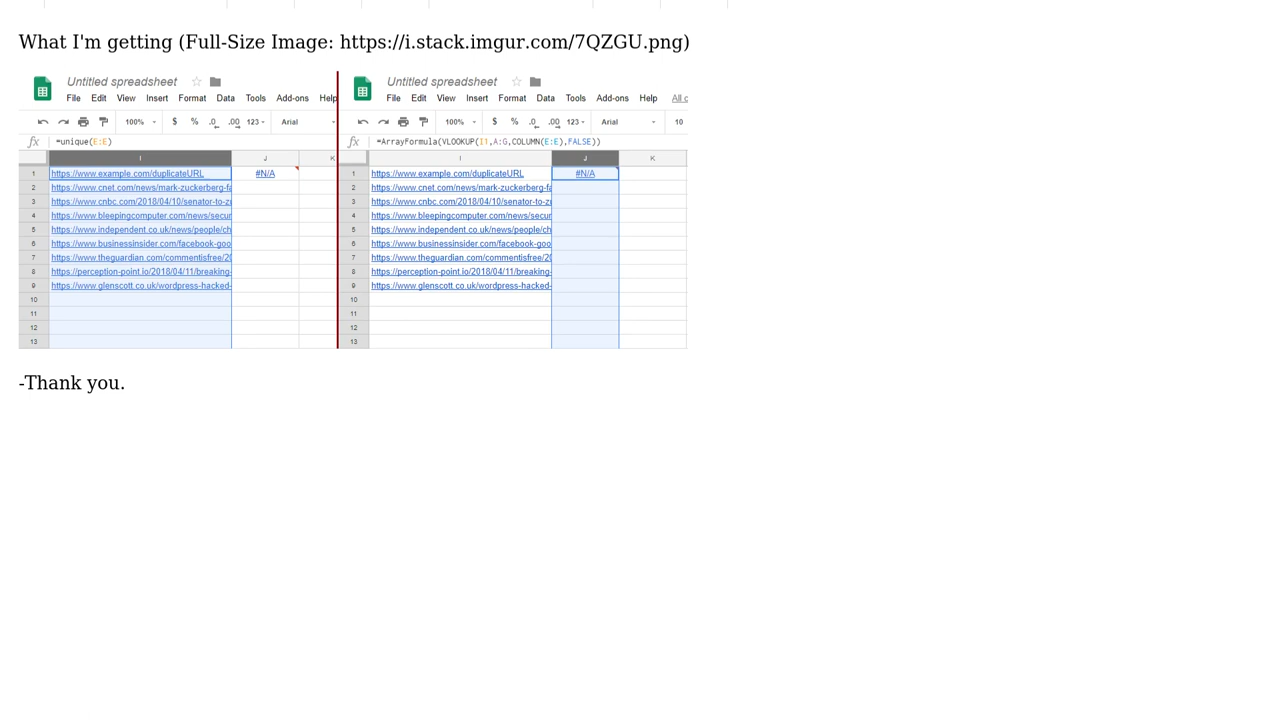 What I'm getting (Full-Size Image: https://i.stack.imgur.com/7QZGU.png)
Untitled spreadsheet
File Edit View Insert Format Data Tools Add-ons Help
100% $ % .0 .00 123 Arial
fx =unique(E:E)
I J K
1 https://www.example.com/duplicateURL #N/A
2 https://www.cnet.com/news/mark-zuckerberg-fa
3 https://www.cnbc.com/2018/04/10/senator-to-z
4 https://www.bleepingcomputer.com/news/secur
5 https://www.independent.co.uk/news/people/ch
6 https://www.businessinsider.com/facebook-goo
7 https://www.theguardian.com/commentisfree/20
8 https://perception-point.io/2018/04/11/breaking-
9 https://www.glenscott.co.uk/wordpress-hacked-
10
11
12
13
Untitled spreadsheet
File Edit View Insert Format Data Tools Add-ons Help All c
100% $ % .0 .00 123 Arial 10
fx =ArrayFormula(VLOOKUP(I1,A:G,COLUMN(E:E),FALSE))
I J K
1 https://www.example.com/duplicateURL #N/A
2 https://www.cnet.com/news/mark-zuckerberg-fa
3 https://www.cnbc.com/2018/04/10/senator-to-z
4 https://www.bleepingcomputer.com/news/secur
5 https://www.independent.co.uk/news/people/ch
6 https://www.businessinsider.com/facebook-goo
7 https://www.theguardian.com/commentisfree/20
8 https://perception-point.io/2018/04/11/breaking-
9 https://www.glenscott.co.uk/wordpress-hacked-
10
11
12
13
-Thank you.